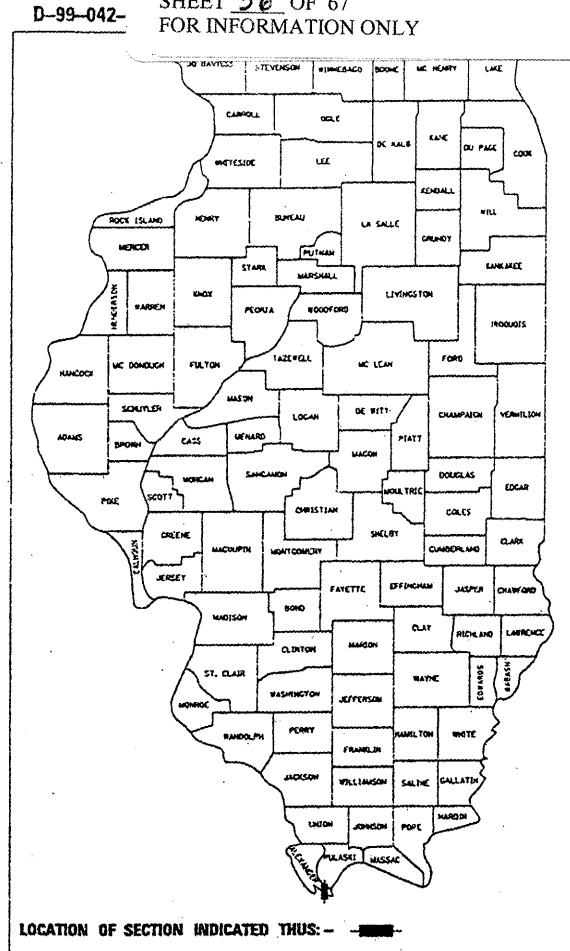 D-99-042-
SHEET 56 OF 67
FOR INFORMATION ONLY
JO DAVIESS STEVENSON WINNEBAGO BOONE MC HENRY LAKE
CARROLL OGLE
DE KALB KANE
DU PAGE COOK
WHITESIDE LEE
KENDALL
WILL
ROCK ISLAND HENRY BUREAU LA SALLE
GRUNDY
MERCER PUTNAM
STARK MARSHALL KANKAKEE
HENDERSON WARREN KNOX PEORIA WOODFORD LIVINGSTON
IROQUOIS
HANCOCK MC DONOUGH FULTON TAZEWELL MC LEAN FORD
MASON
SCHUYLER LOGAN DE WITT
ADAMS BROWN CASS MENARD MACON PIATT CHAMPAIGN VERMILION
PIKE SCOTT MORGAN SANGAMON CHRISTIAN MOULTRIE DOUGLAS EDGAR
COLES
CALHOUN GREENE MACOUPIN MONTGOMERY SHELBY CUMBERLAND CLARK
JERSEY
FAYETTE EFFINGHAM JASPER CRAWFORD
MADISON BOND
CLINTON MARION CLAY RICHLAND LAWRENCE
ST. CLAIR WAYNE EDWARDS WABASH
MONROE WASHINGTON JEFFERSON
RANDOLPH PERRY HAMILTON WHITE
FRANKLIN
JACKSON WILLIAMSON SALINE GALLATIN
UNION JOHNSON POPE HARDIN
ALEXANDER PULASKI MASSAC
LOCATION OF SECTION INDICATED THUS: -